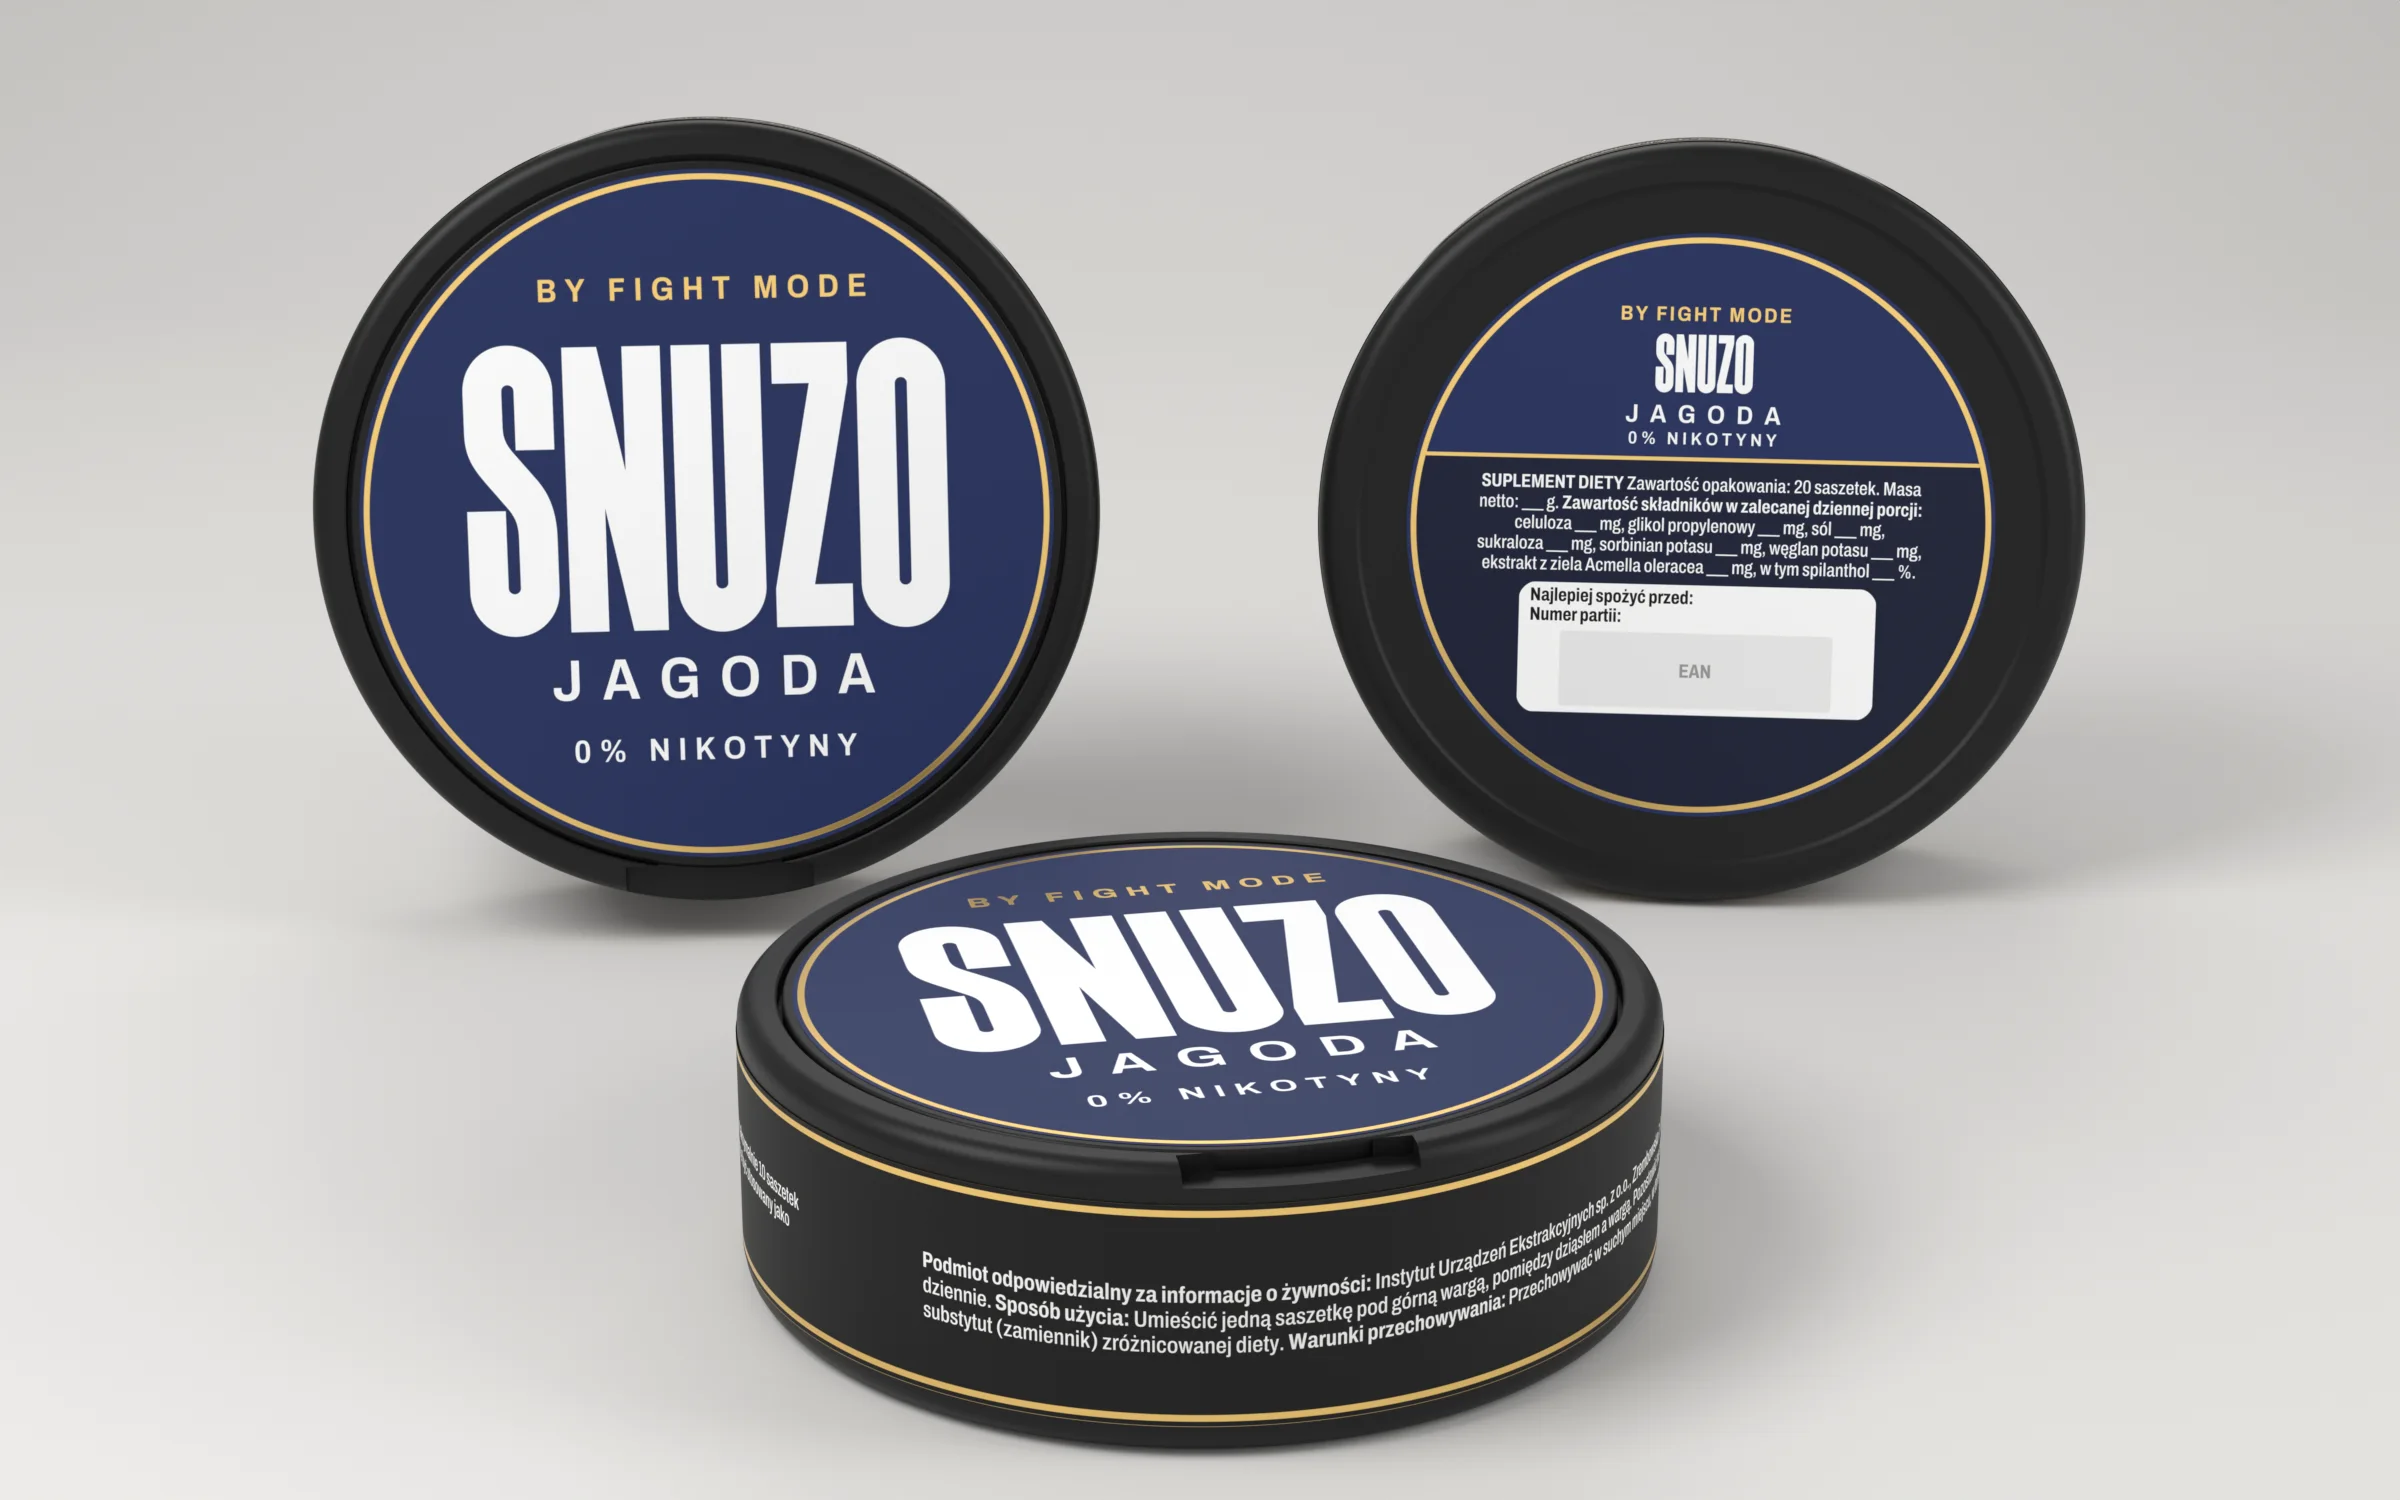 BY FIGHT MODE
SNUZO
JAGODA
0% NIKOTYNY
BY FIGHT MODE
SNUZO
JAGODA
0% NIKOTYNY
SUPLEMENT DIETY Zawartość opakowania: 20 saszetek. Masa
netto: ___ g. Zawartość składników w zalecanej dziennej porcji:
celuloza ___ mg, glikol propylenowy ___ mg, sól ___ mg,
sukraloza ___ mg, sorbinian potasu ___ mg, węglan potasu ___ mg,
ekstrakt z ziela Acmella oleracea ___ mg, w tym spilanthol ___ %.
Najlepiej spożyć przed:
Numer partii:
EAN
BY FIGHT MODE
SNUZO
JAGODA
0% NIKOTYNY
10 saszetek
jako
Podmiot odpowiedzialny za informacje o żywności: Instytut Urządzeń Ekstrakcyjnych sp. z o.o.,
dziennie. Sposób użycia: Umieścić jedną saszetkę pod górną wargą, pomiędzy dziąsłem a wargą.
substytut (zamiennik) zróżnicowanej diety. Warunki przechowywania: Przechowywać w suchym miejscu,